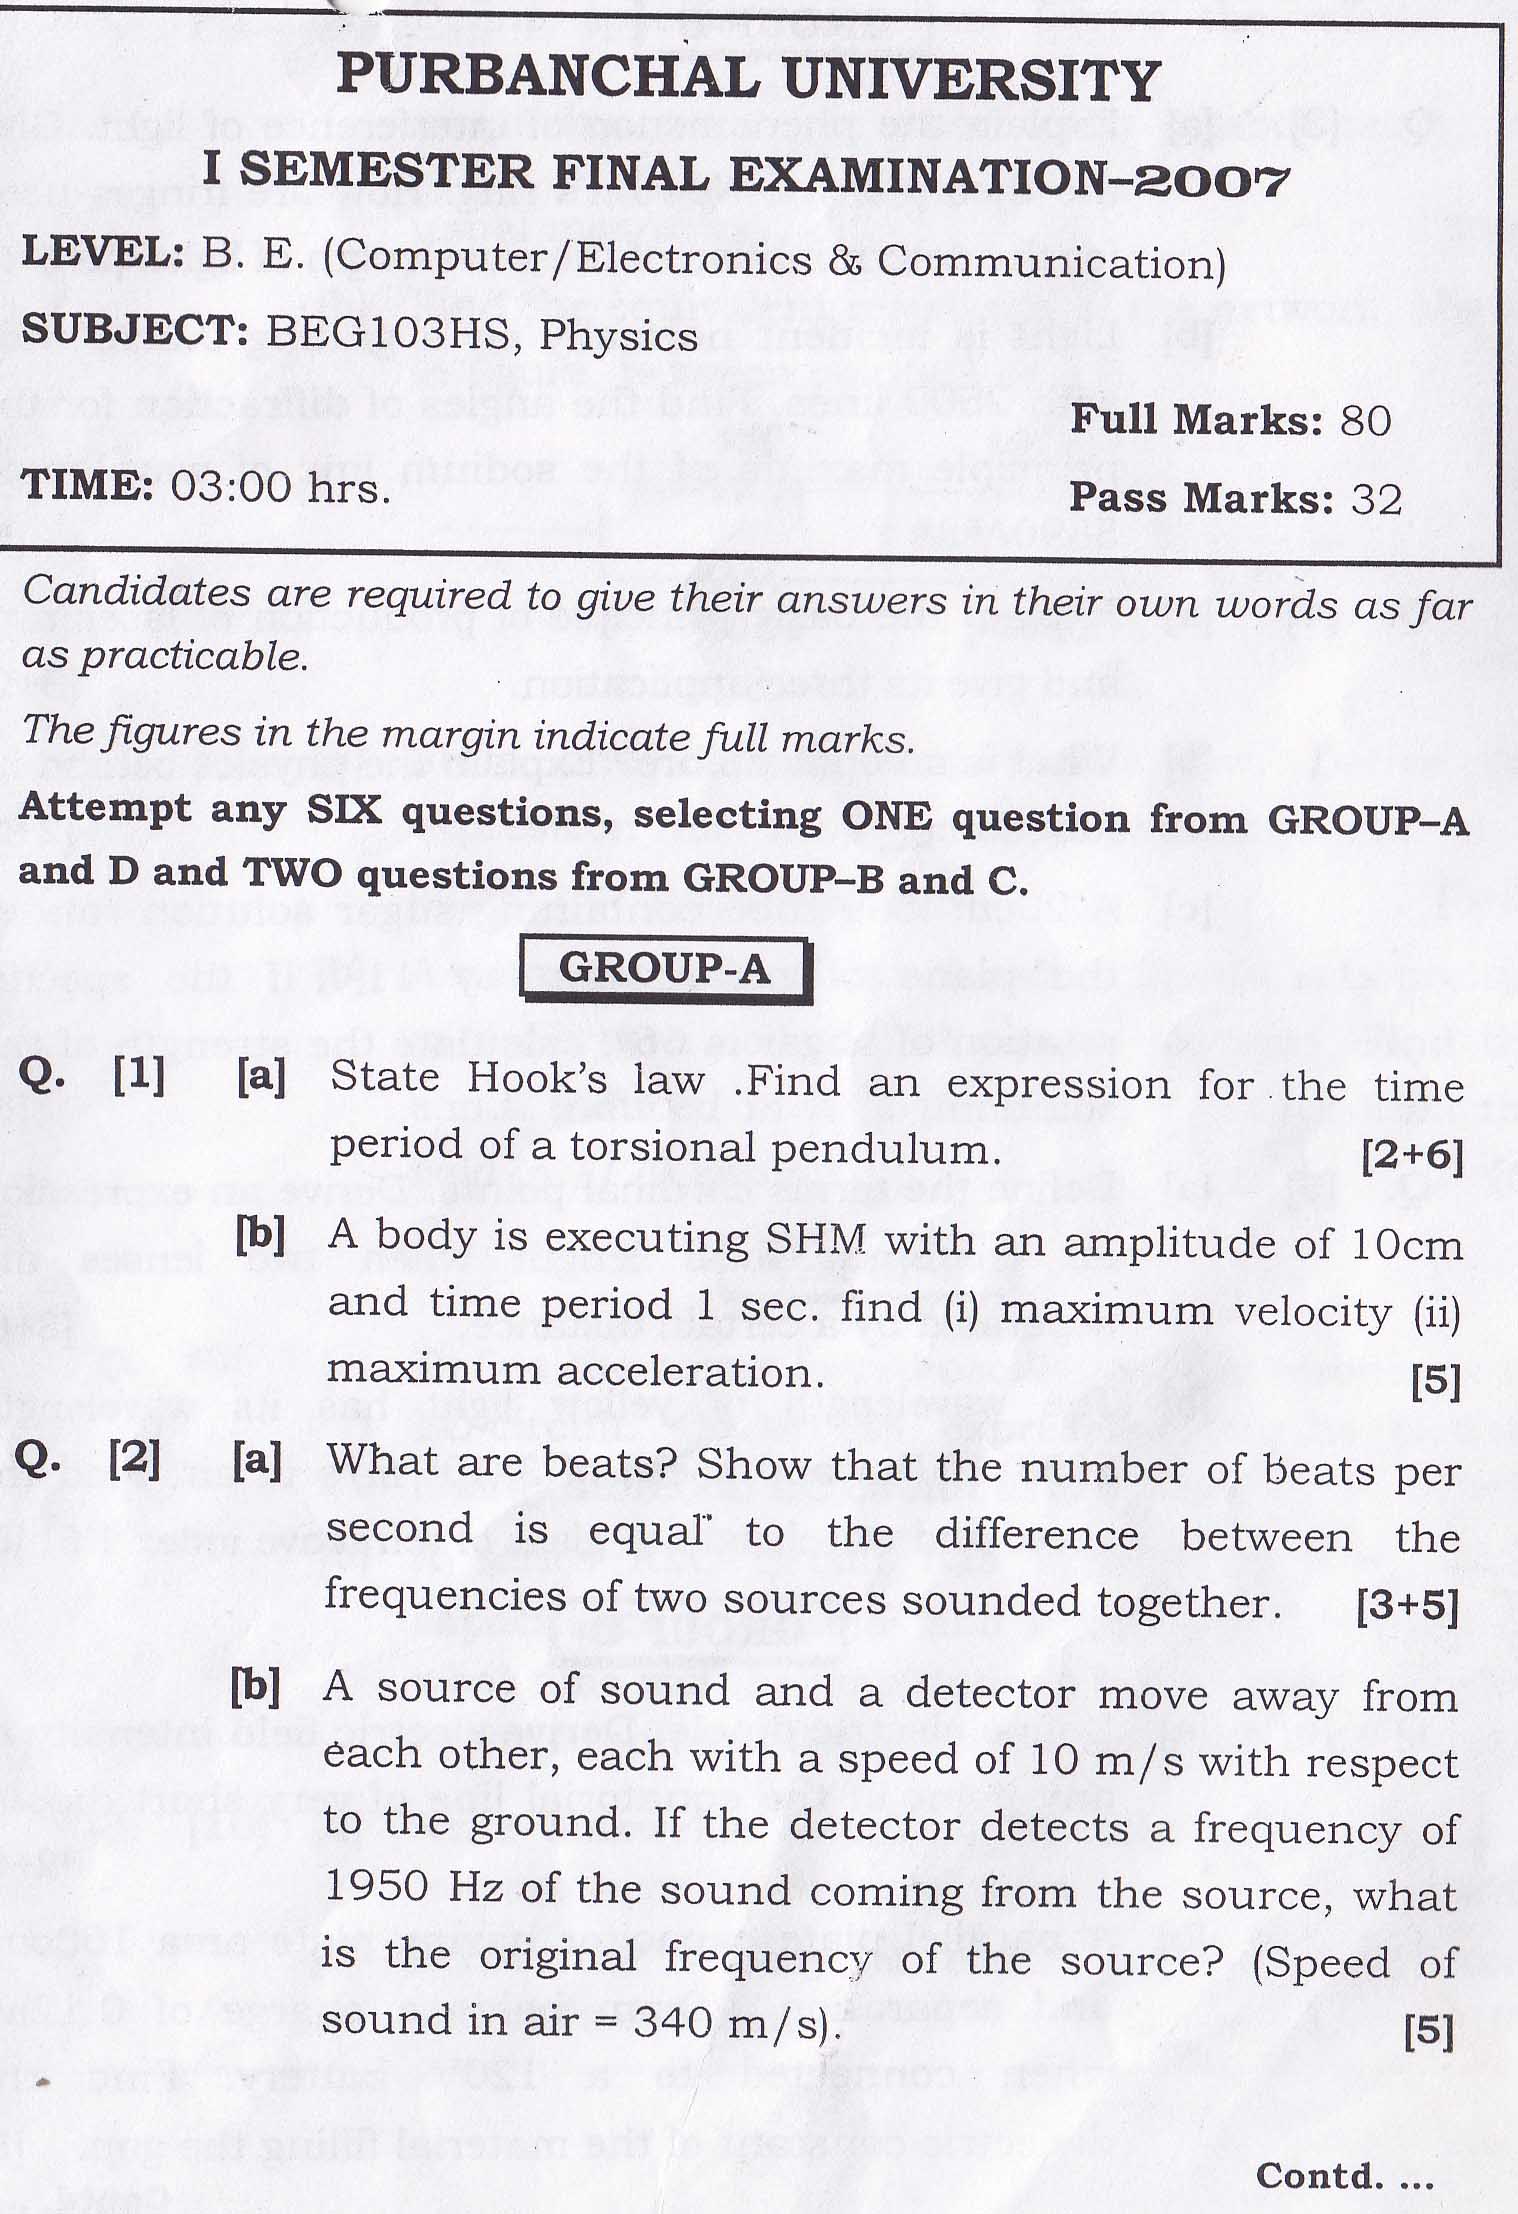 PURBANCHAL UNIVERSITY
I SEMESTER FINAL EXAMINATION–2007
LEVEL: B. E. (Computer/Electronics & Communication)
SUBJECT: BEG103HS, Physics
Full Marks: 80
TIME: 03:00 hrs.
Pass Marks: 32
Candidates are required to give their answers in their own words as far
as practicable.
The figures in the margin indicate full marks.
Attempt any SIX questions, selecting ONE question from GROUP–A
and D and TWO questions from GROUP–B and C.
GROUP-A
Q. [1] [a] State Hook's law .Find an expression for the time
period of a torsional pendulum. [2+6]
[b] A body is executing SHM with an amplitude of 10cm
and time period 1 sec. find (i) maximum velocity (ii)
maximum acceleration. [5]
Q. [2] [a] What are beats? Show that the number of beats per
second is equal to the difference between the
frequencies of two sources sounded together. [3+5]
[b] A source of sound and a detector move away from
each other, each with a speed of 10 m/s with respect
to the ground. If the detector detects a frequency of
1950 Hz of the sound coming from the source, what
is the original frequency of the source? (Speed of
sound in air = 340 m/s). [5]
Contd. ...